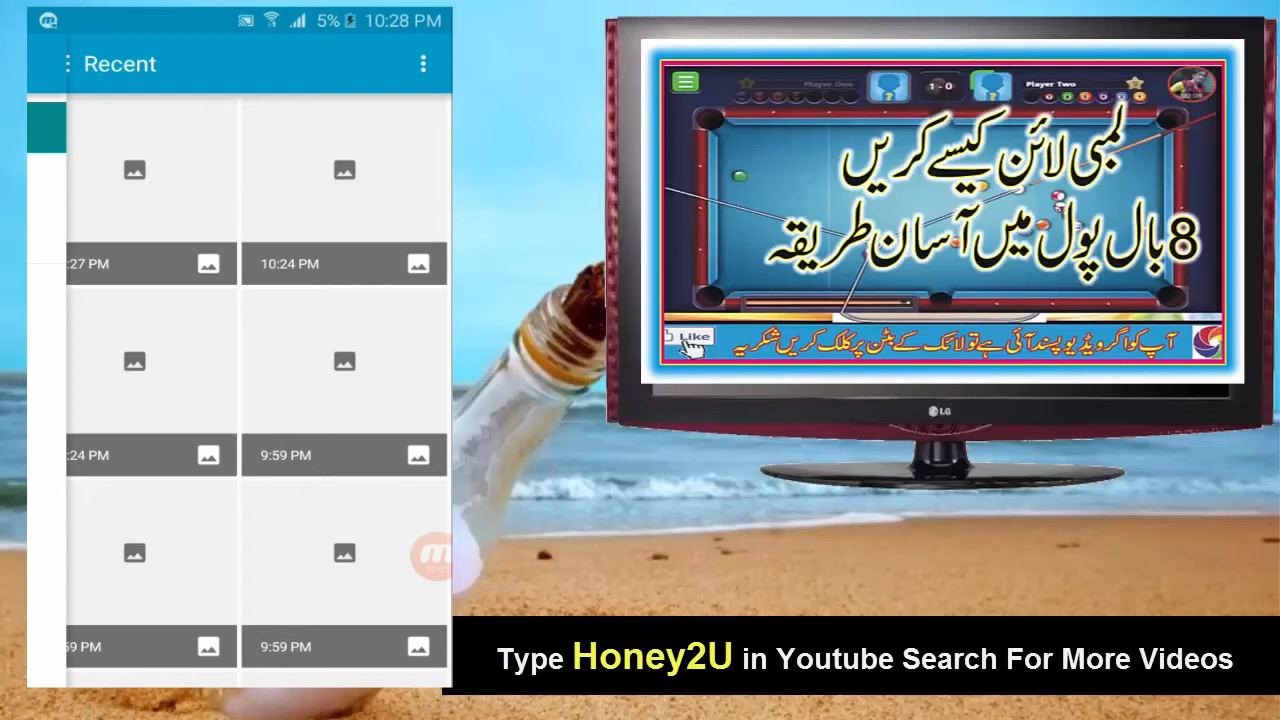 5% 10:28 PM
Recent
:27 PM
10:24 PM
:24 PM
9:59 PM
59 PM
9:59 PM
Player One
1 - 0
Player Two
لمبی لائن کیسے کریں
8 بال پول میں آسان طریقہ
Like
آپ کو اگر ویڈیو پسند آئی ہے تو لائک کے بٹن پر کلک کریں شکریہ
LG
Type Honey2U in Youtube Search For More Videos